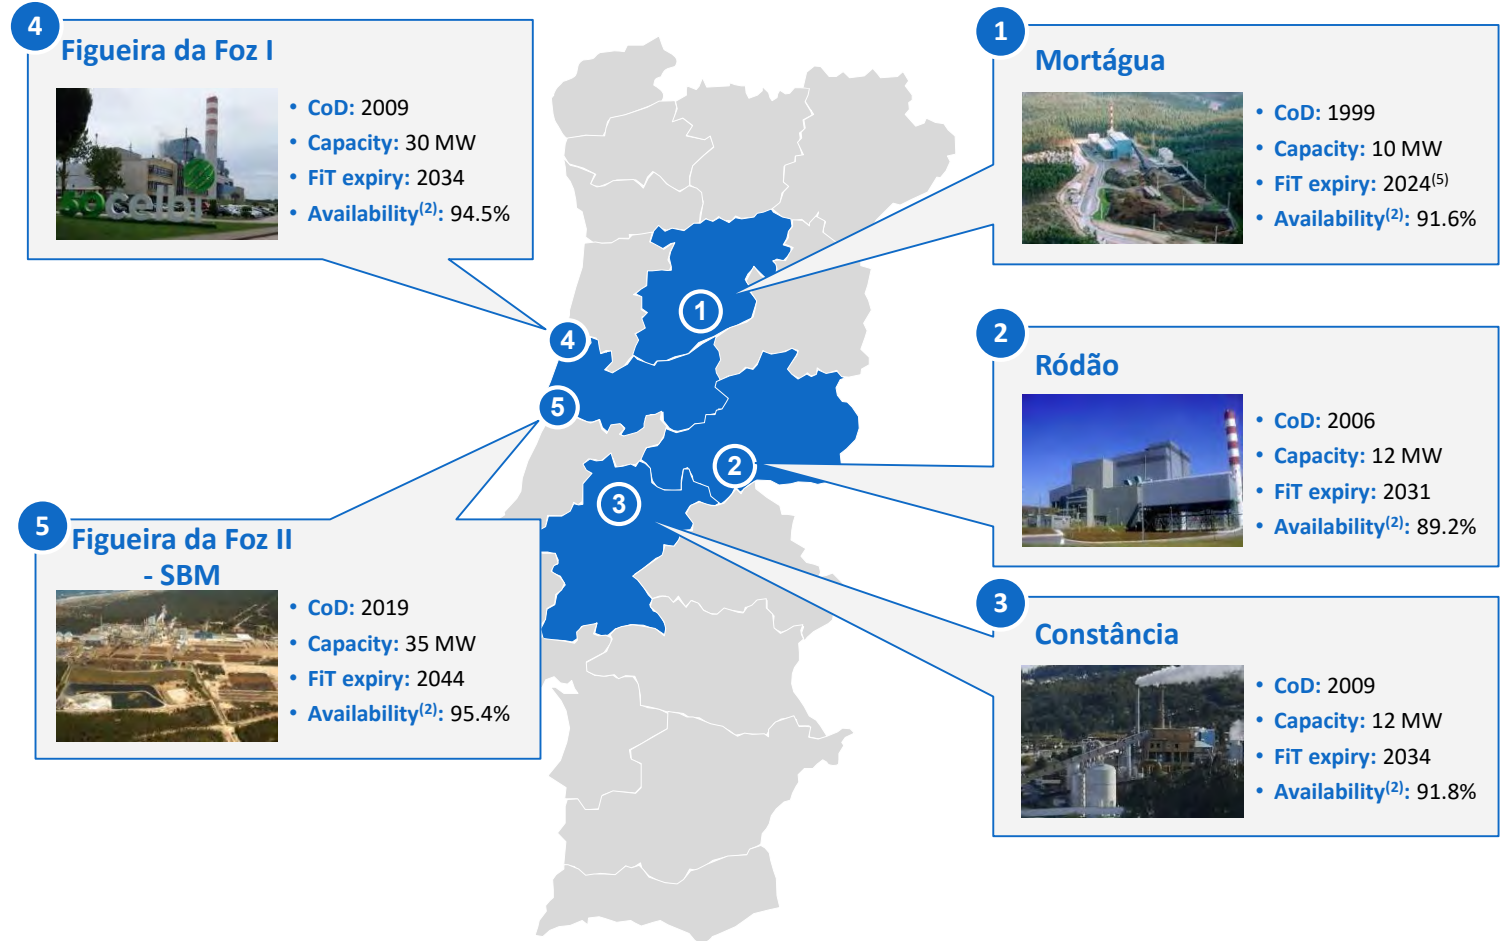 4
Figueira da Foz I
celbi
• CoD: 2009
• Capacity: 30 MW
• FiT expiry: 2034
• Availability(2): 94.5%
1
Mortágua
• CoD: 1999
• Capacity: 10 MW
• FiT expiry: 2024(5)
• Availability(2): 91.6%
2
Ródão
• CoD: 2006
• Capacity: 12 MW
• FiT expiry: 2031
• Availability(2): 89.2%
3
Constância
• CoD: 2009
• Capacity: 12 MW
• FiT expiry: 2034
• Availability(2): 91.8%
5
Figueira da Foz II
- SBM
• CoD: 2019
• Capacity: 35 MW
• FiT expiry: 2044
• Availability(2): 95.4%
1
4
5
2
3